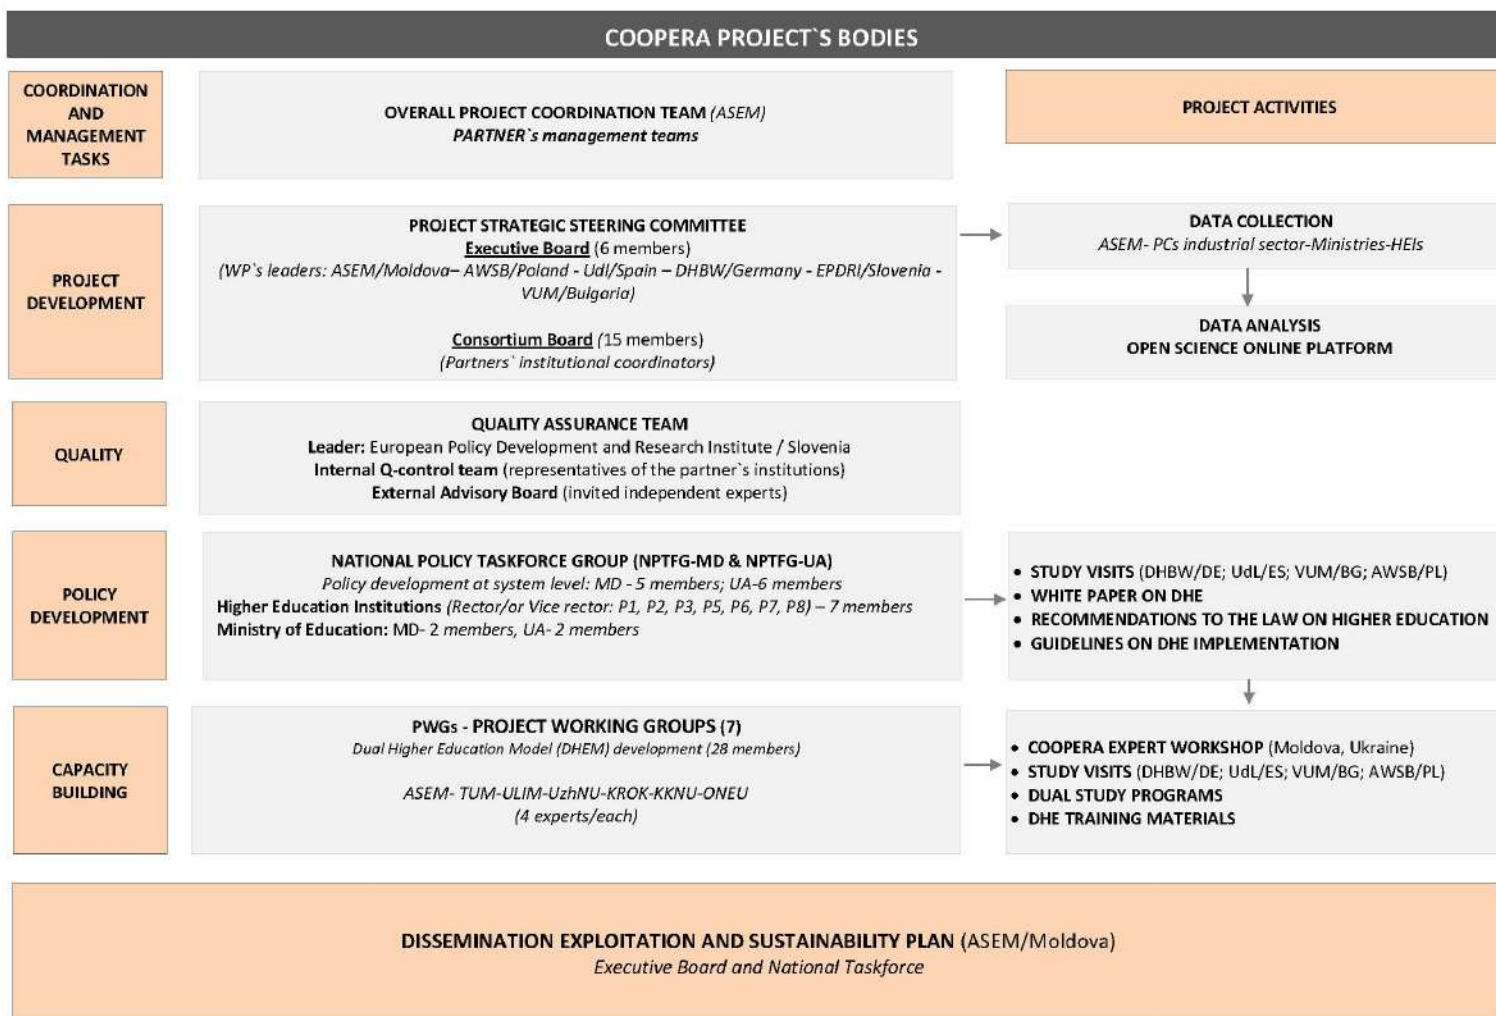 COOPERA PROJECT`S BODIES
COORDINATION
AND
MANAGEMENT
TASKS
OVERALL PROJECT COORDINATION TEAM (ASEM)
PARTNER`s management teams
PROJECT ACTIVITIES
PROJECT
DEVELOPMENT
PROJECT STRATEGIC STEERING COMMITTEE
Executive Board (6 members)
(WP`s leaders: ASEM/Moldova– AWSB/Poland - Udl/Spain – DHBW/Germany - EPDRI/Slovenia -
VUM/Bulgaria)
Consortium Board (15 members)
(Partners` institutional coordinators)
DATA COLLECTION
ASEM- PCs industrial sector-Ministries-HEIs
DATA ANALYSIS
OPEN SCIENCE ONLINE PLATFORM
QUALITY
QUALITY ASSURANCE TEAM
Leader: European Policy Development and Research Institute / Slovenia
Internal Q-control team (representatives of the partner`s institutions)
External Advisory Board (invited independent experts)
POLICY
DEVELOPMENT
NATIONAL POLICY TASKFORCE GROUP (NPTFG-MD & NPTFG-UA)
Policy development at system level: MD - 5 members; UA-6 members
Higher Education Institutions (Rector/or Vice rector: P1, P2, P3, P5, P6, P7, P8) – 7 members
Ministry of Education: MD- 2 members, UA- 2 members
• STUDY VISITS (DHBW/DE; UdL/ES; VUM/BG; AWSB/PL)
• WHITE PAPER ON DHE
• RECOMMENDATIONS TO THE LAW ON HIGHER EDUCATION
• GUIDELINES ON DHE IMPLEMENTATION
CAPACITY
BUILDING
PWGs - PROJECT WORKING GROUPS (7)
Dual Higher Education Model (DHEM) development (28 members)
ASEM- TUM-ULIM-UzhNU-KROK-KKNU-ONEU
(4 experts/each)
• COOPERA EXPERT WORKSHOP (Moldova, Ukraine)
• STUDY VISITS (DHBW/DE; UdL/ES; VUM/BG; AWSB/PL)
• DUAL STUDY PROGRAMS
• DHE TRAINING MATERIALS
DISSEMINATION EXPLOITATION AND SUSTAINABILITY PLAN (ASEM/Moldova)
Executive Board and National Taskforce